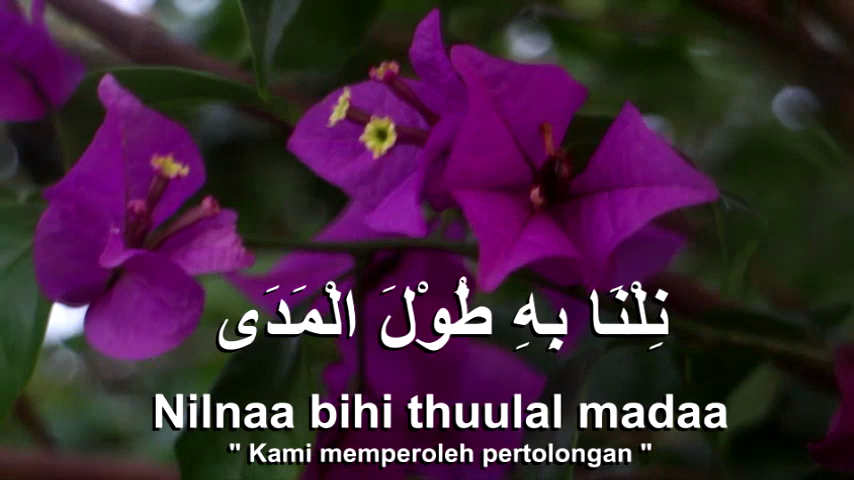 نِلْنَا بِهِ طُوْلَ الْمَدَى
Nilnaa bihi thuulal madaa
" Kami memperoleh pertolongan "